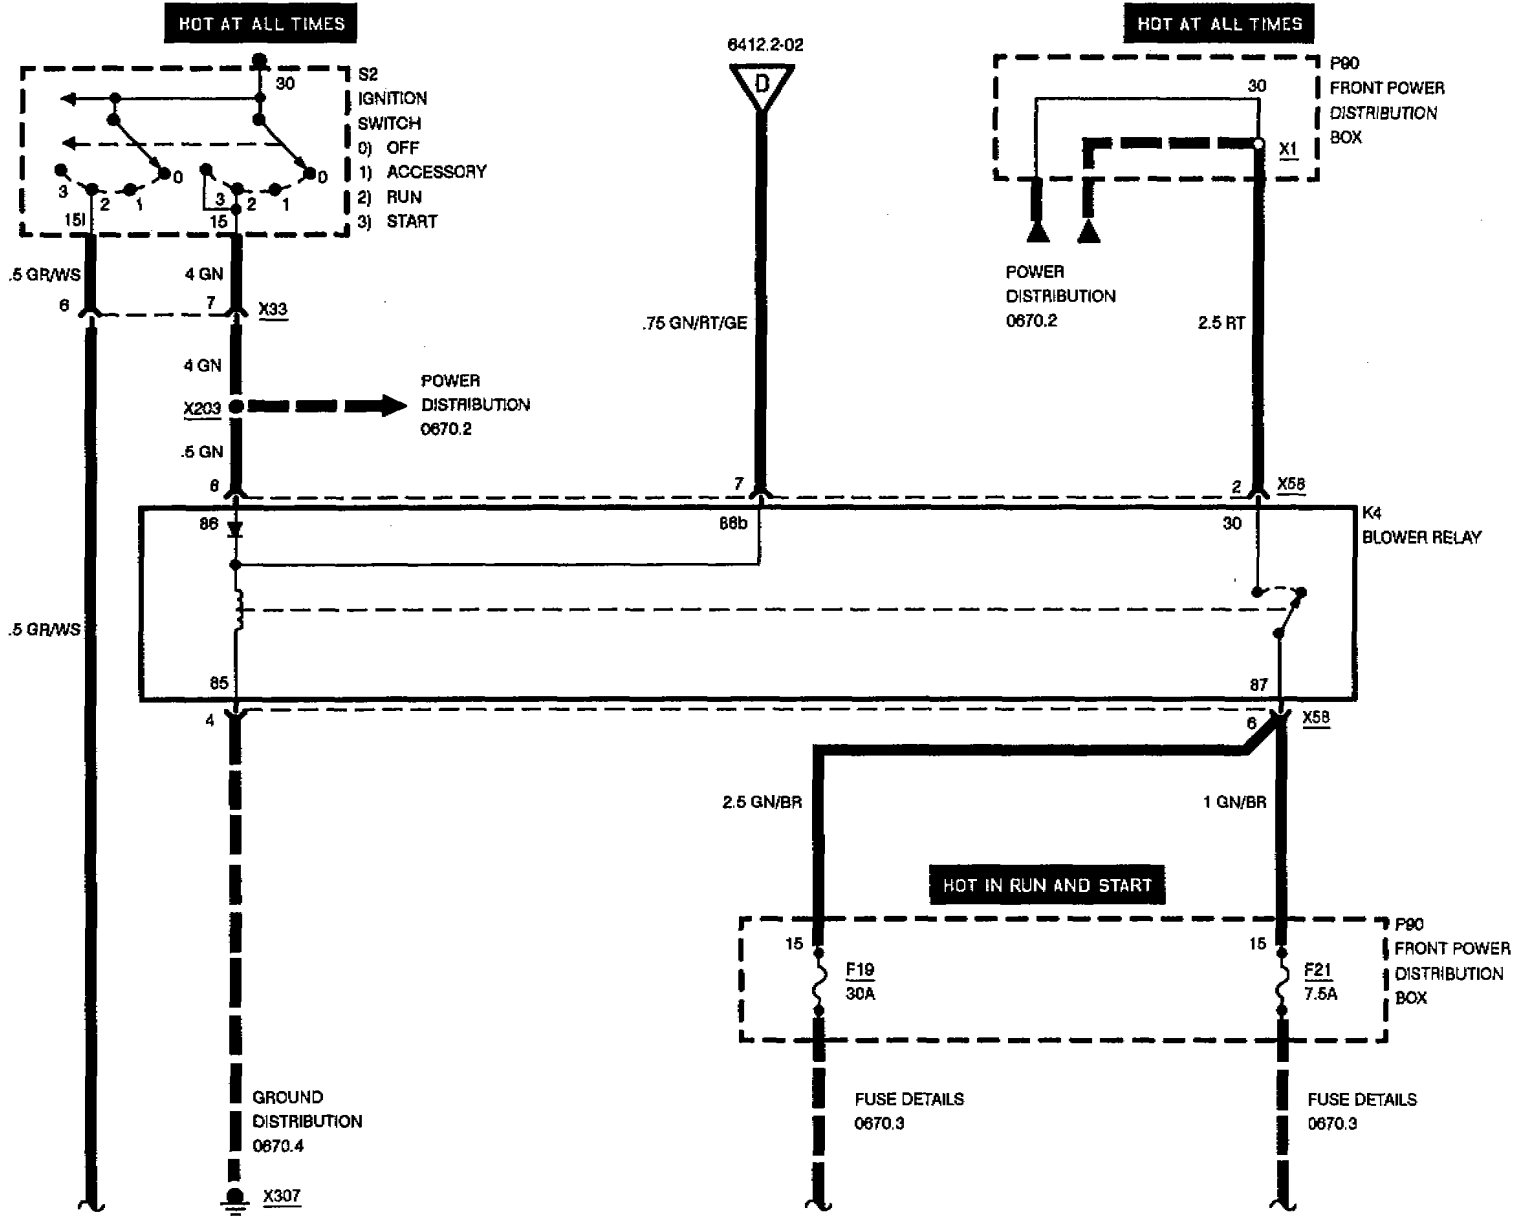 HOT AT ALL TIMES
HOT AT ALL TIMES
6412.2-02
D
30
S2
IGNITION
SWITCH
0) OFF
1) ACCESSORY
2) RUN
3) START
0
3
2
1
15I
0
3
2
1
15
P90
FRONT POWER
DISTRIBUTION
BOX
30
X1
POWER
DISTRIBUTION
0670.2
.5 GR/WS
4 GN
6
7
X33
.75 GN/RT/GE
2.5 RT
4 GN
X203
POWER
DISTRIBUTION
0670.2
.5 GN
8
7
2
X58
86
86b
30
K4
BLOWER RELAY
.5 GR/WS
85
87
4
6
X58
2.5 GN/BR
1 GN/BR
HOT IN RUN AND START
15
15
P90
FRONT POWER
DISTRIBUTION
BOX
F19
30A
F21
7.5A
GROUND
DISTRIBUTION
0670.4
FUSE DETAILS
0670.3
FUSE DETAILS
0670.3
X307